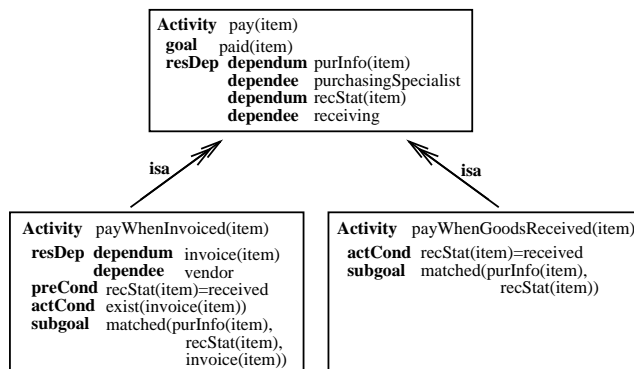 Activity pay(item)
goal paid(item)
resDep dependum purInfo(item)
dependee purchasingSpecialist
dependum recStat(item)
dependee receiving
isa
isa
Activity payWhenInvoiced(item)
resDep dependum invoice(item)
dependee vendor
preCond recStat(item)=received
actCond exist(invoice(item))
subgoal matched(purInfo(item),
recStat(item),
invoice(item))
Activity payWhenGoodsReceived(item)
actCond recStat(item)=received
subgoal matched(purInfo(item),
recStat(item))